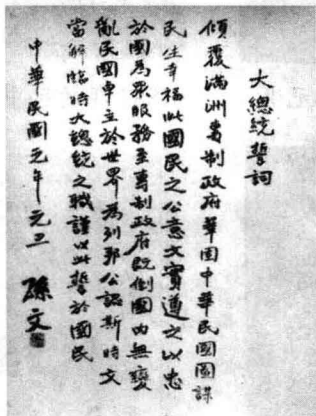 大總統誓詞
傾覆滿洲專制政府鞏固中華民國圖謀
民生幸福此國民之公意文實遵之以忠
於國為眾服務至專制政府既倒國內無變
亂民國卓立於世界為列邦公認斯時文
當解臨時大總統之職謹以此誓於國民
中華民國元年元旦
孫文